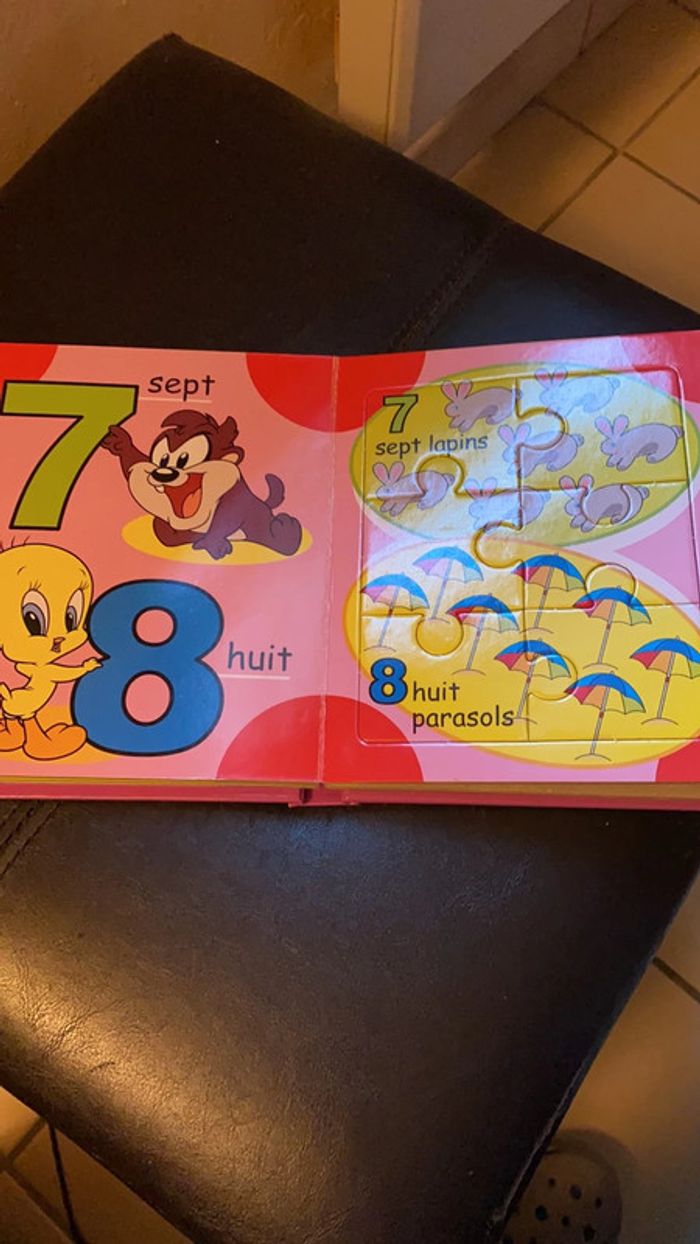 7
sept
8
huit
7
sept lapins
8
huit
parasols